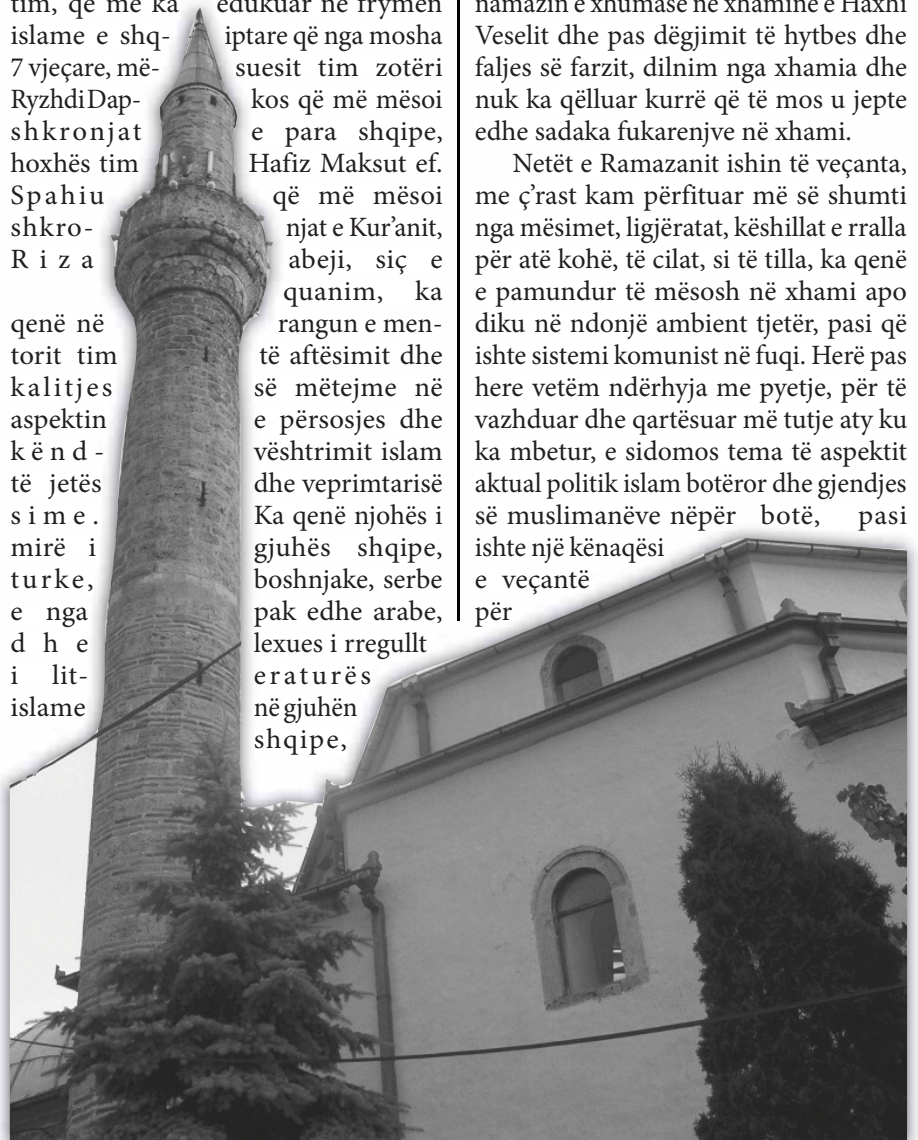 tim, që më ka edukuar në frymën
islame e shq- iptare që nga mosha
7 vjeçare, më- suesit tim zotëri
Ryzhdi Dap- kos që më mësoi
shkronjat e para shqipe,
hoxhës tim Hafiz Maksut ef.
Spahiu që më mësoi
shkro- njat e Kur’anit,
Riza abeji, siç e
quanim, ka
qenë në rangun e men-
torit tim të aftësimit dhe
kalitjes së mëtejme në
aspektin e përsosjes dhe
kënd- vështrimit islam
të jetës dhe veprimtarisë
sime. Ka qenë njohës i
mirë i gjuhës shqipe,
turke, boshnjake, serbe
e nga pak edhe arabe,
dhe lexues i rregullt
i lit- eraturës
islame në gjuhën
shqipe,
namazin e xhumasë në xhaminë e Haxhi
Veselit dhe pas dëgjimit të hytbes dhe
faljes së farzit, dilnim nga xhamia dhe
nuk ka qëlluar kurrë që të mos u jepte
edhe sadaka fukarenjve në xhami.
Netët e Ramazanit ishin të veçanta,
me ç’rast kam përfituar më së shumti
nga mësimet, ligjëratat, këshillat e rralla
për atë kohë, të cilat, si të tilla, ka qenë
e pamundur të mësosh në xhami apo
diku në ndonjë ambient tjetër, pasi që
ishte sistemi komunist në fuqi. Herë pas
here vetëm ndërhyja me pyetje, për të
vazhduar dhe qartësuar më tutje aty ku
ka mbetur, e sidomos tema të aspektit
aktual politik islam botëror dhe gjendjes
së muslimanëve nëpër botë, pasi
ishte një kënaqësi
e veçantë
për